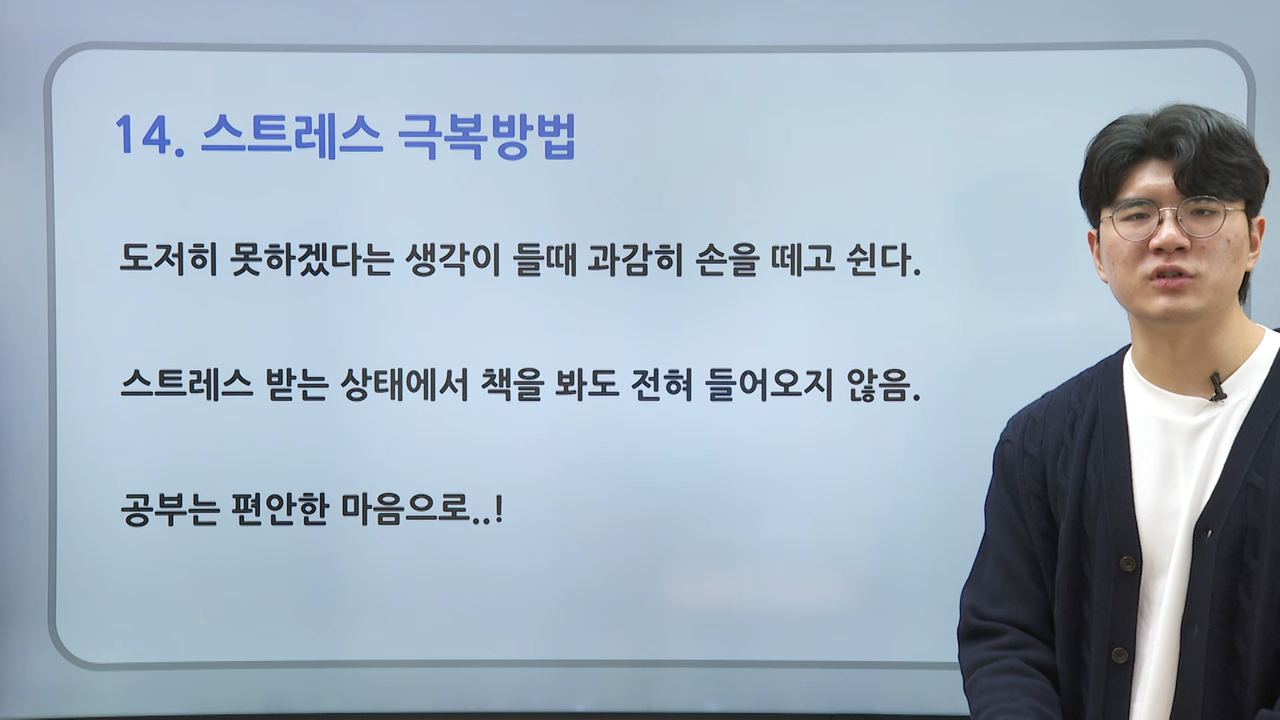 14. 스트레스 극복방법
도저히 못하겠다는 생각이 들때 과감히 손을 떼고 쉰다.
스트레스 받는 상태에서 책을 봐도 전혀 들어오지 않음.
공부는 편안한 마음으로..!